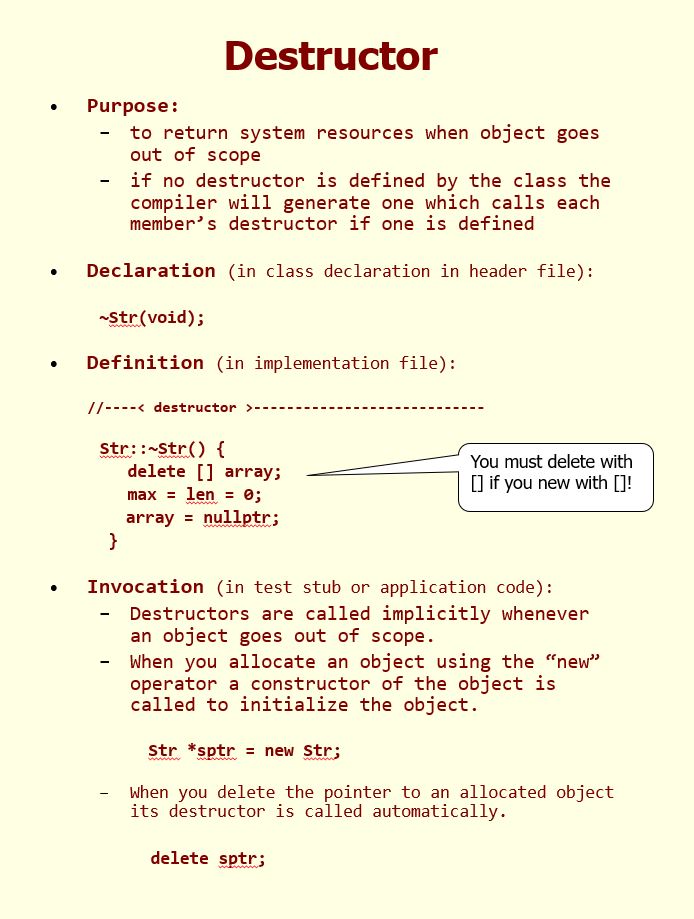 Destructor
• Purpose:
– to return system resources when object goes
out of scope
– if no destructor is defined by the class the
compiler will generate one which calls each
member’s destructor if one is defined
• Declaration (in class declaration in header file):
~Str(void);
• Definition (in implementation file):
//----< destructor >----------------------------
Str::~Str() {
delete [] array;
max = len = 0;
array = nullptr;
}
You must delete with
[] if you new with []!
• Invocation (in test stub or application code):
– Destructors are called implicitly whenever
an object goes out of scope.
– When you allocate an object using the “new”
operator a constructor of the object is
called to initialize the object.
Str *sptr = new Str;
– When you delete the pointer to an allocated object
its destructor is called automatically.
delete sptr;